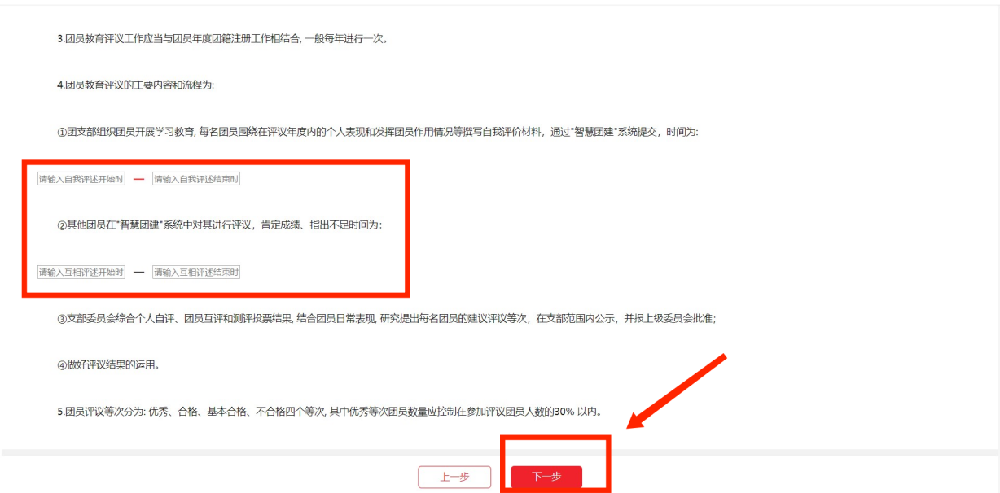 3.团员教育评议工作应当与团员年度团籍注册工作相结合, 一般每年进行一次。
4.团员教育评议的主要内容和流程为:
①团支部组织团员开展学习教育, 每名团员围绕在评议年度内的个人表现和发挥团员作用情况等撰写自我评价材料，通过"智慧团建"系统提交，时间为:
请输入自我评述开始时 — 请输入自我评述结束时
②其他团员在"智慧团建"系统中对其进行评议，肯定成绩、指出不足时间为:
请输入互相评述开始时 — 请输入互相评述结束时
③支部委员会综合个人自评、团员互评和测评投票结果, 结合团员日常表现, 研究提出每名团员的建议评议等次，在支部范围内公示，并报上级委员会批准；
④做好评议结果的运用。
5.团员评议等次分为: 优秀、合格、基本合格、不合格四个等次, 其中优秀等次团员数量应控制在参加评议团员人数的30% 以内。
上一步 下一步